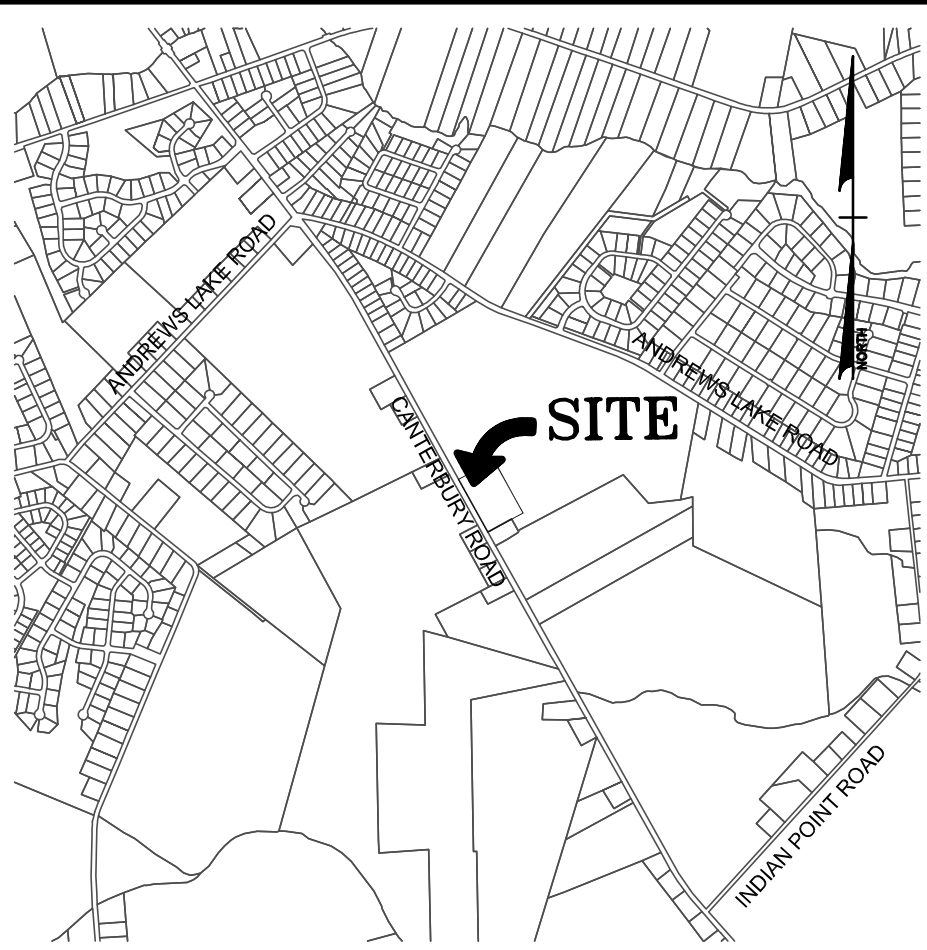 ANDREWS LAKE ROAD
NORTH
ANDREWS LAKE ROAD
SITE
CANTERBURY ROAD
INDIAN POINT ROAD